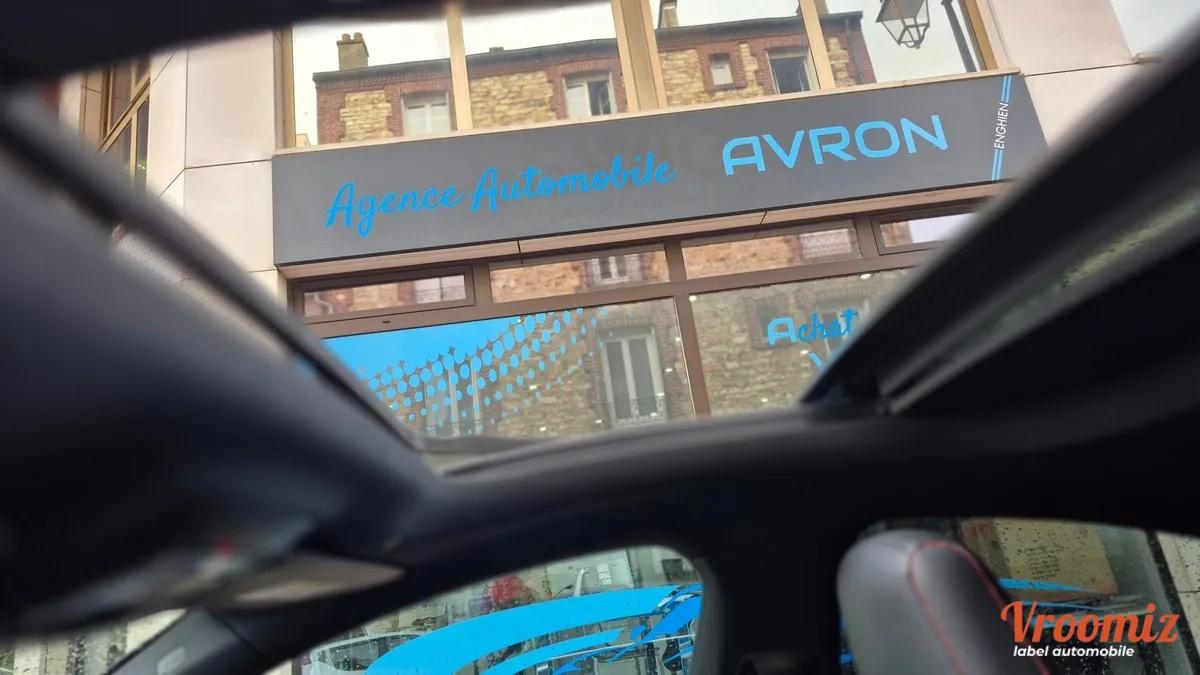 Agence Automobile AVRON
ENGHIEN
Achat
Vroomiz
label automobile